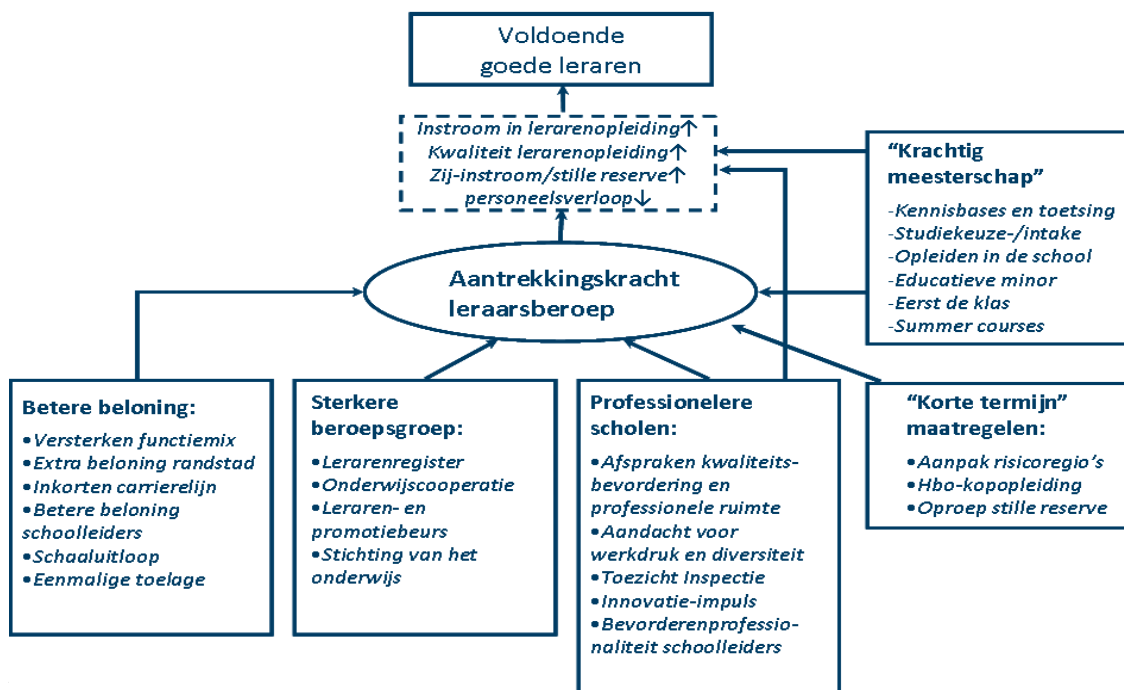 Voldoende
goede leraren
Instroom in lerarenopleiding↑
Kwaliteit lerarenopleiding↑
Zij-instroom/stille reserve↑
personeelsverloop↓
“Krachtig
meesterschap”
-Kennisbases en toetsing
-Studiekeuze-/intake
-Opleiden in de school
-Educatieve minor
-Eerst de klas
-Summer courses
Aantrekkingskracht
leraarsberoep
Betere beloning:
•Versterken functiemix
•Extra beloning randstad
•Inkorten carrierelijn
•Betere beloning
schoolleiders
•Schaaluitloop
•Eenmalige toelage
Sterkere
beroepsgroep:
•Lerarenregister
•Onderwijscooperatie
•Leraren- en
promotiebeurs
•Stichting van het
onderwijs
Professionelere
scholen:
•Afspraken kwaliteits-
bevordering en
professionele ruimte
•Aandacht voor
werkdruk en diversiteit
•Toezicht Inspectie
•Innovatie-impuls
•Bevorderenprofessio-
naliteit schoolleiders
“Korte termijn”
maatregelen:
•Aanpak risicoregio’s
•Hbo-kopopleiding
•Oproep stille reserve